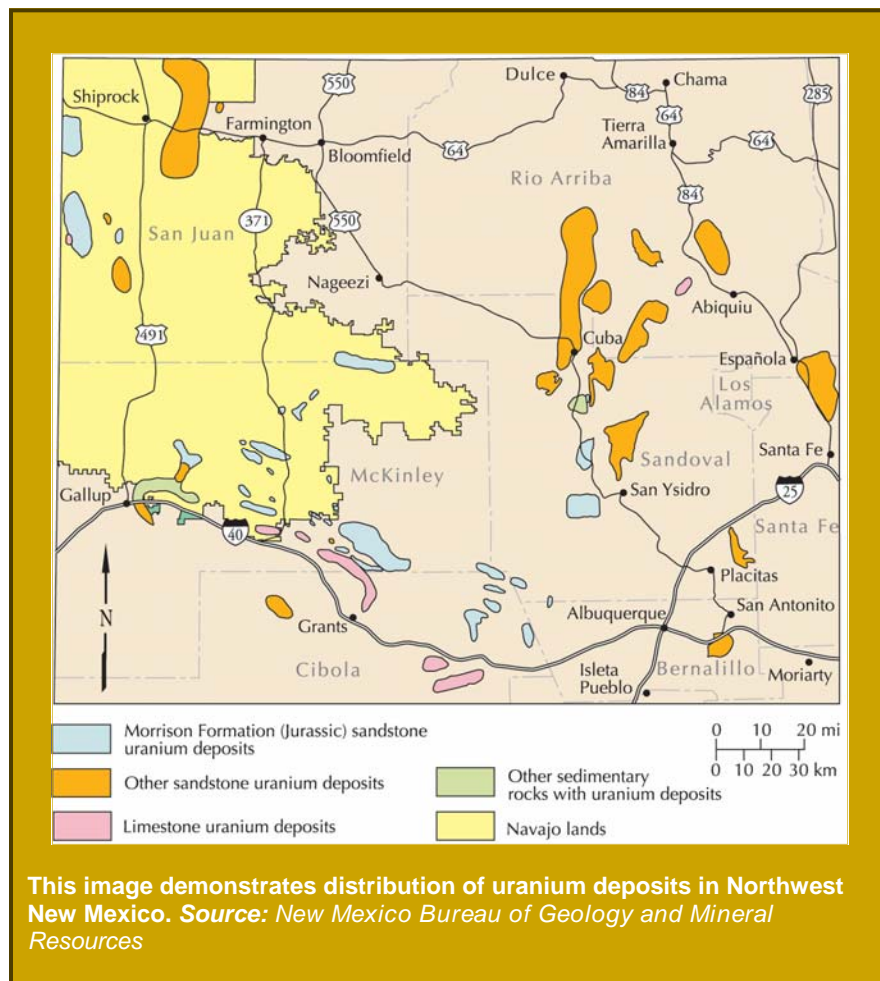 Dulce
Chama
550
84
285
Shiprock
64
Farmington
Tierra
Amarilla
Bloomfield
64
64
Rio Arriba
84
371
550
San Juan
Nageezi
Abiquiu
491
Cuba
Española
Los
Alamos
Santa Fe
McKinley
Sandoval
Gallup
San Ysidro
25
40
Santa Fe
N
Placitas
San Antonito
Albuquerque
Grants
Cibola
Isleta
Pueblo
Bernalillo
Moriarty
Morrison Formation (Jurassic) sandstone
uranium deposits
0 10 20 mi
0 10 20 30 km
Other sandstone uranium deposits
Other sedimentary
rocks with uranium deposits
Limestone uranium deposits
Navajo lands
This image demonstrates distribution of uranium deposits in Northwest
New Mexico. Source: New Mexico Bureau of Geology and Mineral
Resources